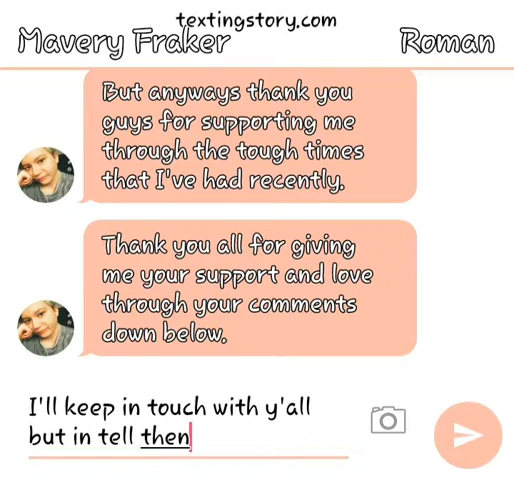 textingstory.com
Mavery Fraker Roman
But anyways thank you
guys for supporting me
through the tough times
that I've had recently.
Thank you all for giving
me your support and love
through your comments
down below.
I'll keep in touch with y'all
but in tell then